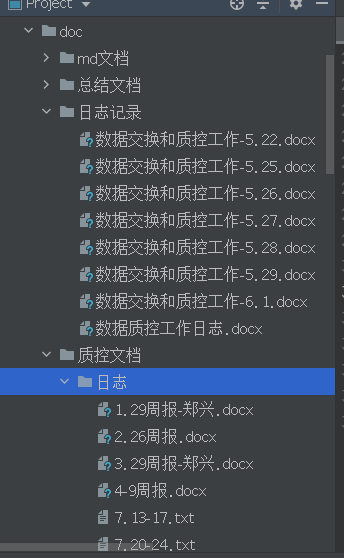 Project
doc
md文档
总结文档
日志记录
数据交换和质控工作-5.22.docx
数据交换和质控工作-5.25.docx
数据交换和质控工作-5.26.docx
数据交换和质控工作-5.27.docx
数据交换和质控工作-5.28.docx
数据交换和质控工作-5.29.docx
数据交换和质控工作-6.1.docx
数据质控工作日志.docx
质控文档
日志
1.29周报-郑兴.docx
2.26周报.docx
3.29周报-郑兴.docx
4-9周报.docx
7.13-17.txt
7.20-24.txt